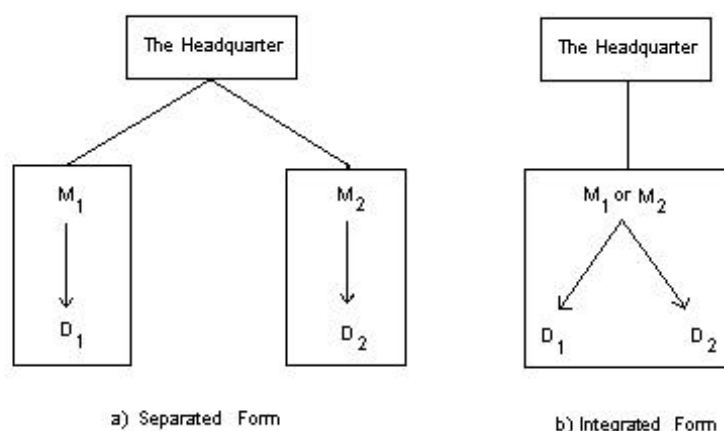 The Headquarter
M1
D1
M2
D2
a) Separated Form
The Headquarter
M1 or M2
D1 D2
b) Integrated Form